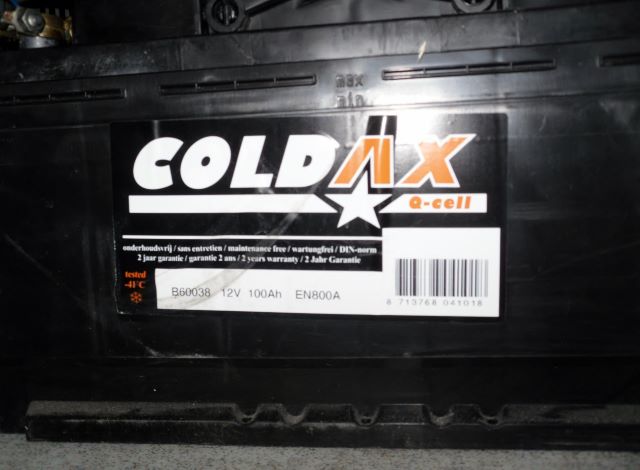 max
min
COLDAX
Q-cell
onderhoudsvrij / sans entretien / maintenance free / wartungfrei / DIN-norm
2 jaar garantie / garantie 2 ans / 2 years warranty / 2 Jahr Garantie
tested
-41°C
B60038 12V 100Ah EN800A
8 713768 041018